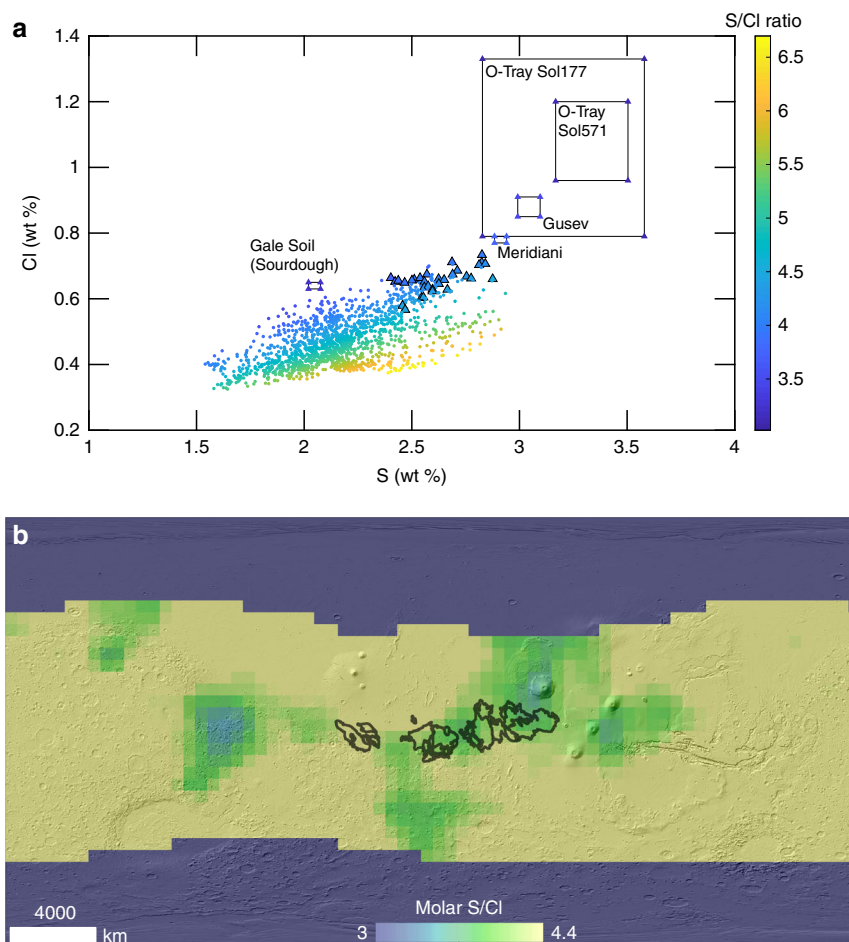 a
S/Cl ratio
1.4
1.2
1
0.8
0.6
0.4
0.2
Cl (wt %)
O-Tray Sol177
O-Tray
Sol571
Gusev
Meridiani
Gale Soil
(Sourdough)
1
1.5
2
2.5
3
3.5
4
S (wt %)
6.5
6
5.5
5
4.5
4
3.5
b
4000
km
Molar S/Cl
3
4.4